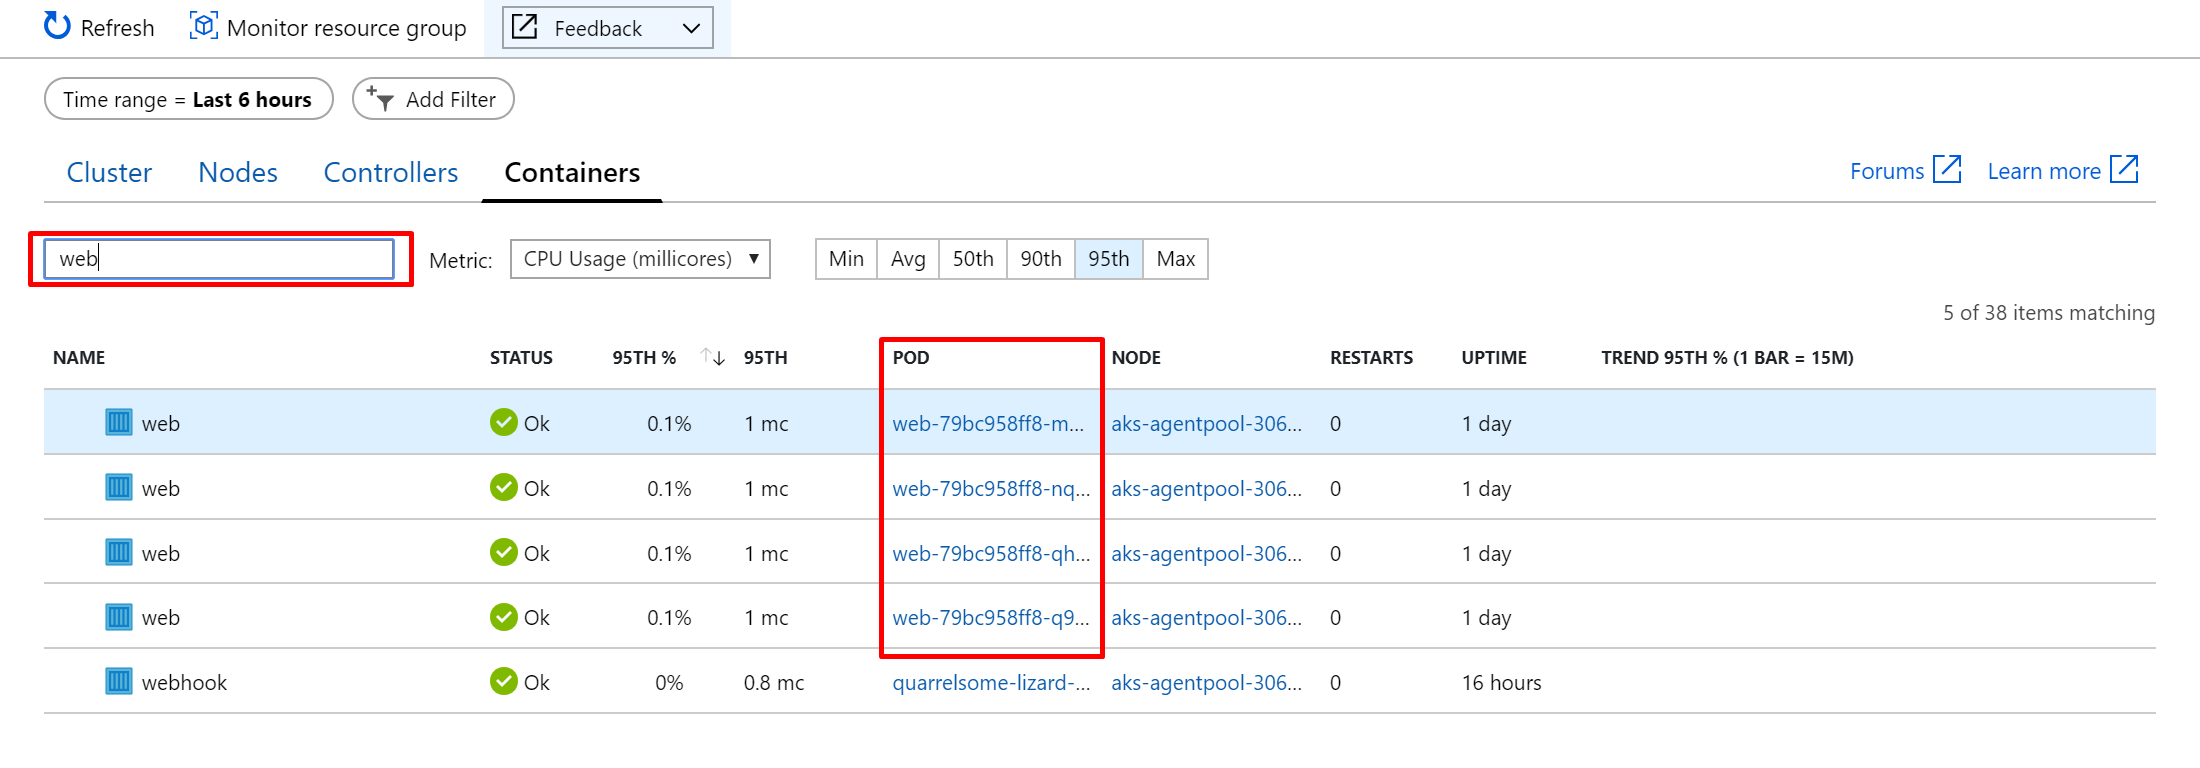 Refresh Monitor resource group Feedback
Time range = Last 6 hours Add Filter
Cluster Nodes Controllers Containers Forums Learn more
web Metric: CPU Usage (millicores) Min Avg 50th 90th 95th Max
5 of 38 items matching
NAME STATUS 95TH % 95TH POD NODE RESTARTS UPTIME TREND 95TH % (1 BAR = 15M)
web Ok 0.1% 1 mc web-79bc958ff8-m... aks-agentpool-306... 0 1 day
web Ok 0.1% 1 mc web-79bc958ff8-nq... aks-agentpool-306... 0 1 day
web Ok 0.1% 1 mc web-79bc958ff8-qh... aks-agentpool-306... 0 1 day
web Ok 0.1% 1 mc web-79bc958ff8-q9... aks-agentpool-306... 0 1 day
webhook Ok 0% 0.8 mc quarrelsome-lizard-... aks-agentpool-306... 0 16 hours